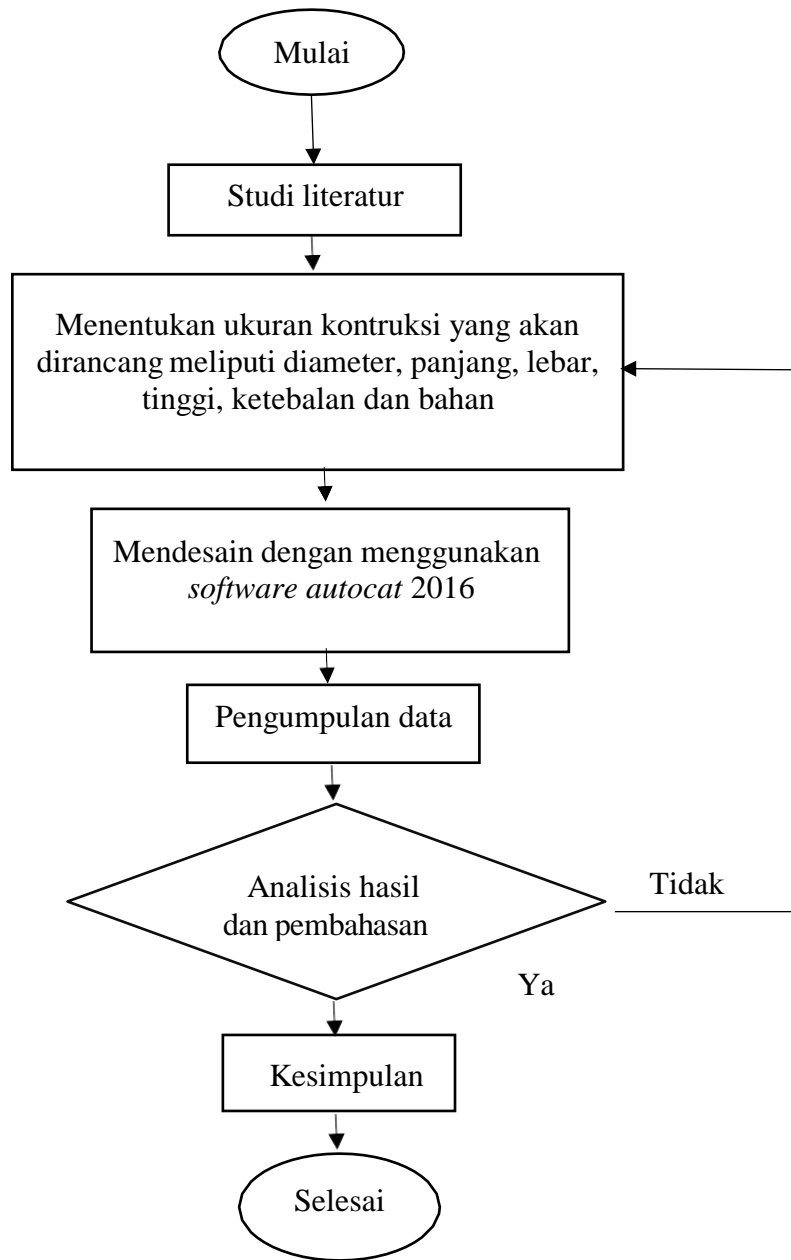 Mulai
Studi literatur
Menentukan ukuran kontruksi yang akan
dirancang meliputi diameter, panjang, lebar,
tinggi, ketebalan dan bahan
Mendesain dengan menggunakan
software autocat 2016
Pengumpulan data
Analisis hasil
dan pembahasan
Tidak
Ya
Kesimpulan
Selesai